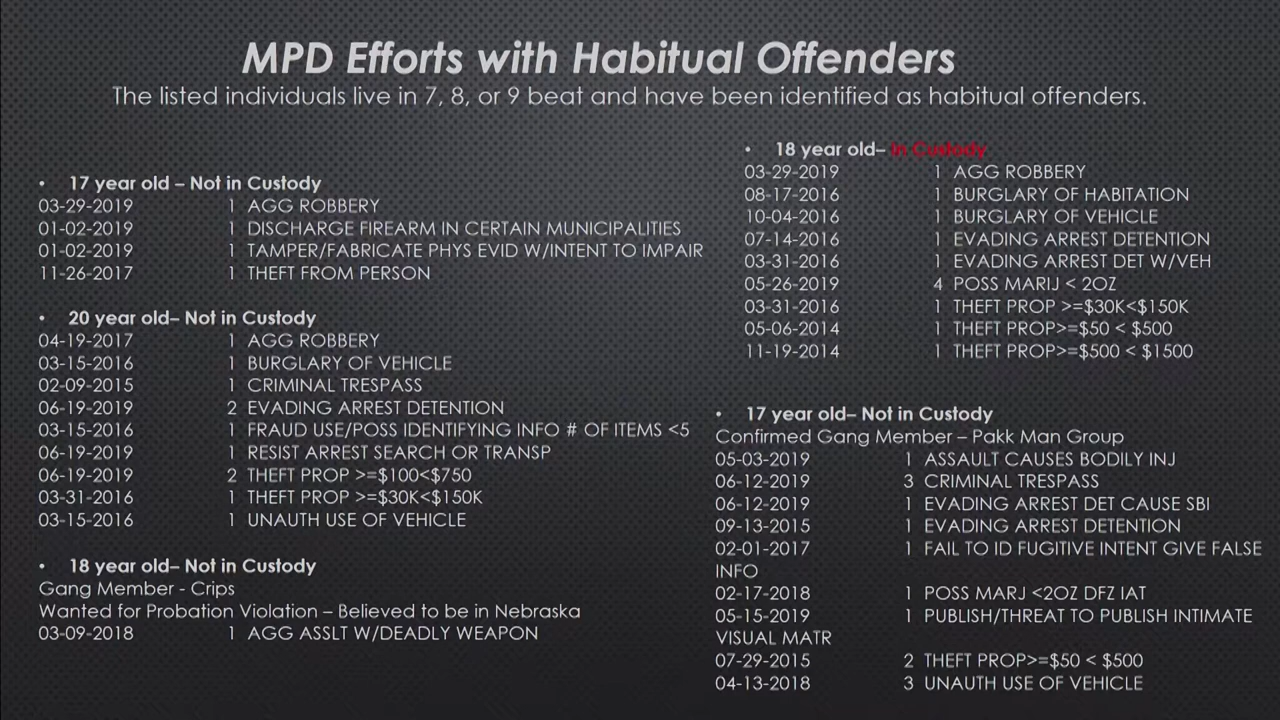 MPD Efforts with Habitual Offenders
The listed individuals live in 7, 8, or 9 beat and have been identified as habitual offenders.
• 17 year old – Not in Custody
03-29-2019 1 AGG ROBBERY
01-02-2019 1 DISCHARGE FIREARM IN CERTAIN MUNICIPALITIES
01-02-2019 1 TAMPER/FABRICATE PHYS EVID W/INTENT TO IMPAIR
11-26-2017 1 THEFT FROM PERSON
• 20 year old– Not in Custody
04-19-2017 1 AGG ROBBERY
03-15-2016 1 BURGLARY OF VEHICLE
02-09-2015 1 CRIMINAL TRESPASS
06-19-2019 2 EVADING ARREST DETENTION
03-15-2016 1 FRAUD USE/POSS IDENTIFYING INFO # OF ITEMS <5
06-19-2019 1 RESIST ARREST SEARCH OR TRANSP
06-19-2019 2 THEFT PROP >=$100<$750
03-31-2016 1 THEFT PROP >=$30K<$150K
03-15-2016 1 UNAUTH USE OF VEHICLE
• 18 year old– Not in Custody
Gang Member - Crips
Wanted for Probation Violation – Believed to be in Nebraska
03-09-2018 1 AGG ASSLT W/DEADLY WEAPON
• 18 year old– In Custody
03-29-2019 1 AGG ROBBERY
08-17-2016 1 BURGLARY OF HABITATION
10-04-2016 1 BURGLARY OF VEHICLE
07-14-2016 1 EVADING ARREST DETENTION
03-31-2016 1 EVADING ARREST DET W/VEH
05-26-2019 4 POSS MARIJ < 2OZ
03-31-2016 1 THEFT PROP >=$30K<$150K
05-06-2014 1 THEFT PROP>=$50 < $500
11-19-2014 1 THEFT PROP>=$500 < $1500
• 17 year old– Not in Custody
Confirmed Gang Member – Pakk Man Group
05-03-2019 1 ASSAULT CAUSES BODILY INJ
06-12-2019 3 CRIMINAL TRESPASS
06-12-2019 1 EVADING ARREST DET CAUSE SBI
09-13-2015 1 EVADING ARREST DETENTION
02-01-2017 1 FAIL TO ID FUGITIVE INTENT GIVE FALSE
INFO
02-17-2018 1 POSS MARJ <2OZ DFZ IAT
05-15-2019 1 PUBLISH/THREAT TO PUBLISH INTIMATE
VISUAL MATR
07-29-2015 2 THEFT PROP>=$50 < $500
04-13-2018 3 UNAUTH USE OF VEHICLE